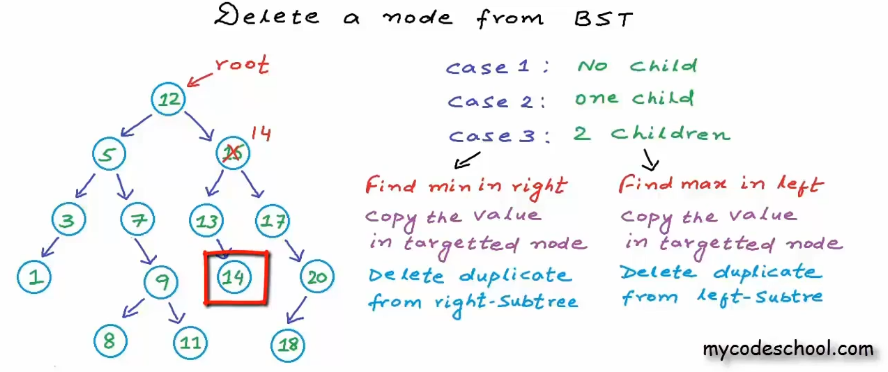 Delete a node from BST
root
12
14
5
15
3
7
13
17
1
9
14
20
8
11
18
case 1: No child
case 2: one child
case 3: 2 children
Find min in right
Copy the value
in targetted node
Delete duplicate
from right-Subtree
Find max in left
Copy the value
in targetted node
Delete duplicate
from left-Subtre
mycodeschool.com